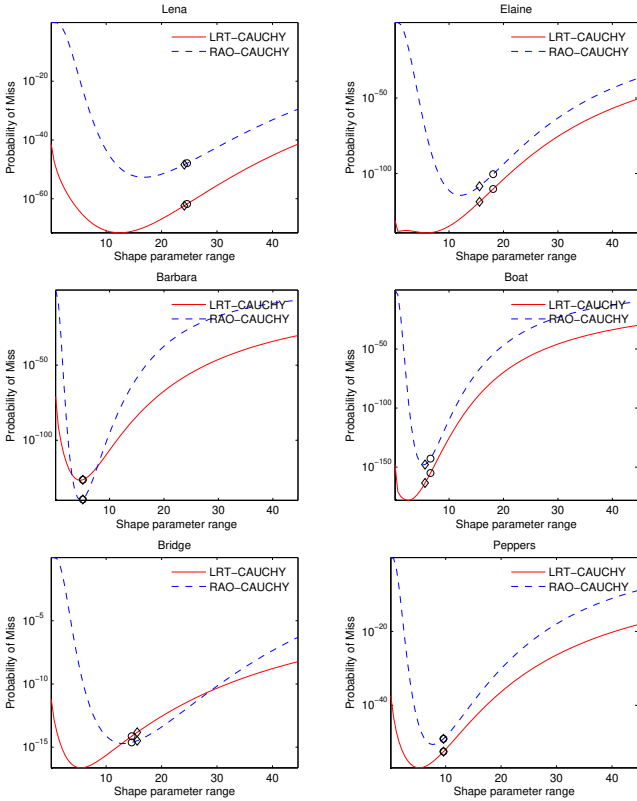 Lena
LRT−CAUCHY
RAO−CAUCHY
Probability of Miss
10^−20
10^−40
10^−60
0 10 20 30 40
Shape parameter range
Elaine
LRT−CAUCHY
RAO−CAUCHY
Probability of Miss
10^−50
10^−100
0 10 20 30 40
Shape parameter range
Barbara
LRT−CAUCHY
RAO−CAUCHY
Probability of Miss
10^−50
10^−100
0 10 20 30 40
Shape parameter range
Boat
LRT−CAUCHY
RAO−CAUCHY
Probability of Miss
10^−50
10^−100
10^−150
0 10 20 30 40
Shape parameter range
Bridge
LRT−CAUCHY
RAO−CAUCHY
Probability of Miss
10^−5
10^−10
10^−15
0 10 20 30 40
Shape parameter range
Peppers
LRT−CAUCHY
RAO−CAUCHY
Probability of Miss
10^−20
10^−40
0 10 20 30 40
Shape parameter range